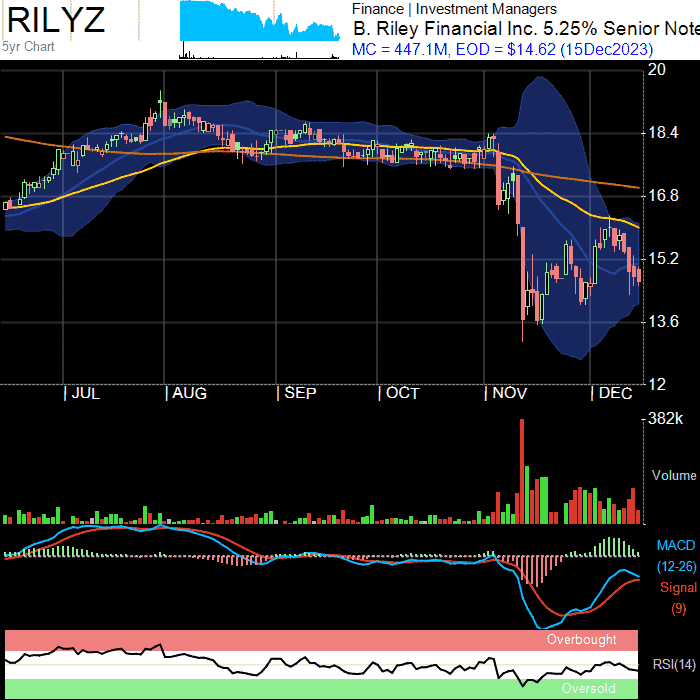 RILYZ
5yr Chart
Finance | Investment Managers
B. Riley Financial Inc. 5.25% Senior Note
MC = 447.1M, EOD = $14.62 (15Dec2023)
20
18.4
16.8
15.2
13.6
12
JUL AUG SEP OCT NOV DEC
382k
Volume
MACD
(12-26)
Signal
(9)
Overbought
RSI(14)
Oversold